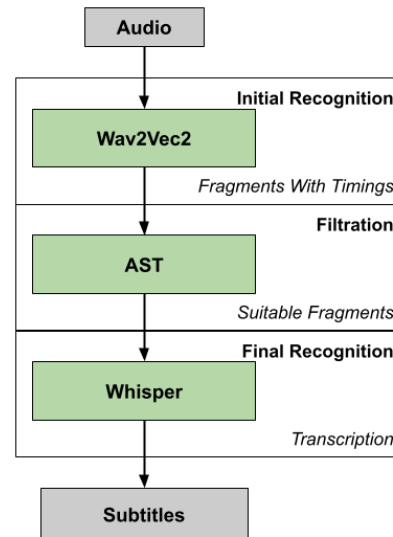 Audio
Initial Recognition
Wav2Vec2
Fragments With Timings
Filtration
AST
Suitable Fragments
Final Recognition
Whisper
Transcription
Subtitles